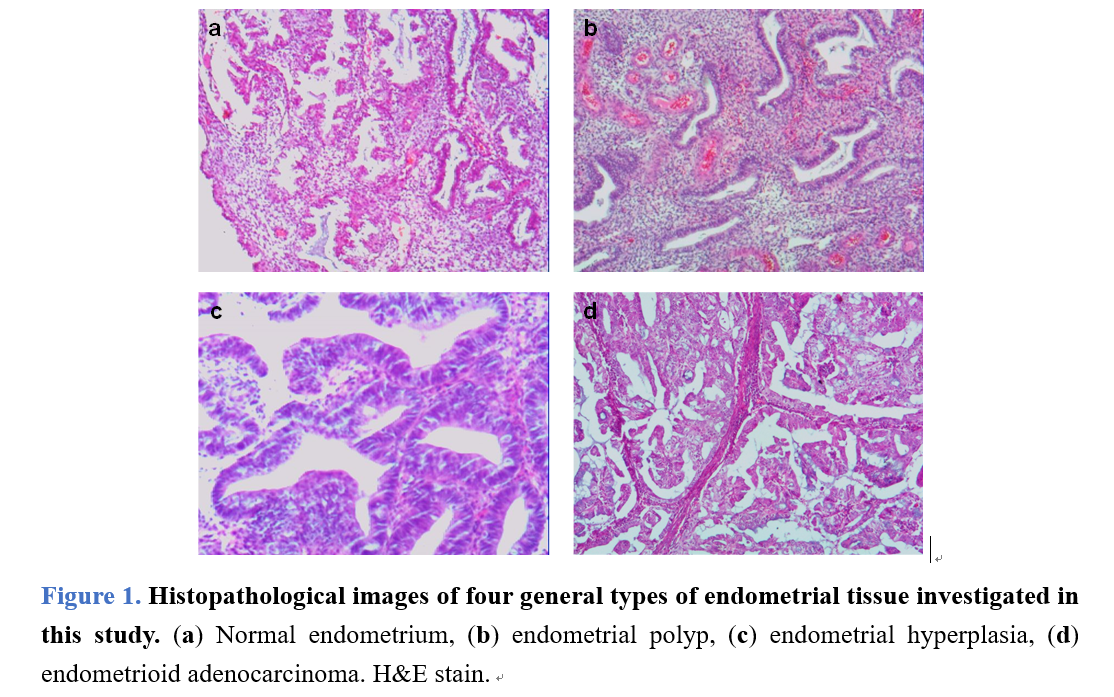 a
b
c
d
Figure 1. Histopathological images of four general types of endometrial tissue investigated in
this study. (a) Normal endometrium, (b) endometrial polyp, (c) endometrial hyperplasia, (d)
endometrioid adenocarcinoma. H&E stain.